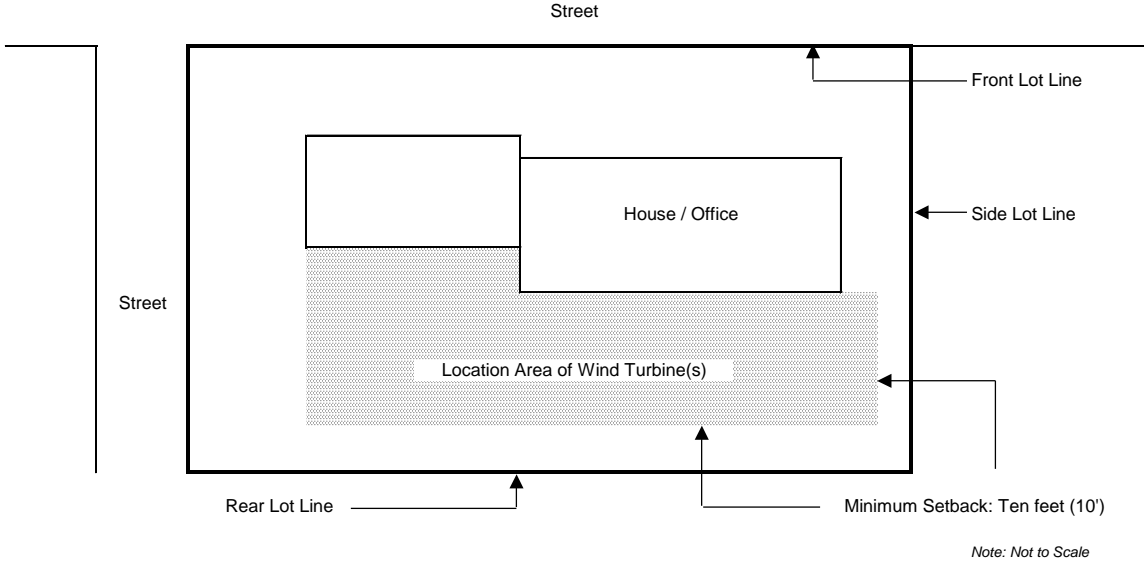 Street
Front Lot Line
House / Office
Side Lot Line
Street
Location Area of Wind Turbine(s)
Rear Lot Line
Minimum Setback: Ten feet (10')
Note: Not to Scale